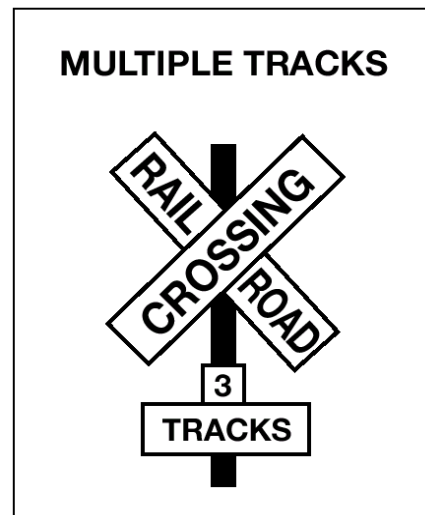 MULTIPLE TRACKS
RAIL
CROSSING
ROAD
3
TRACKS